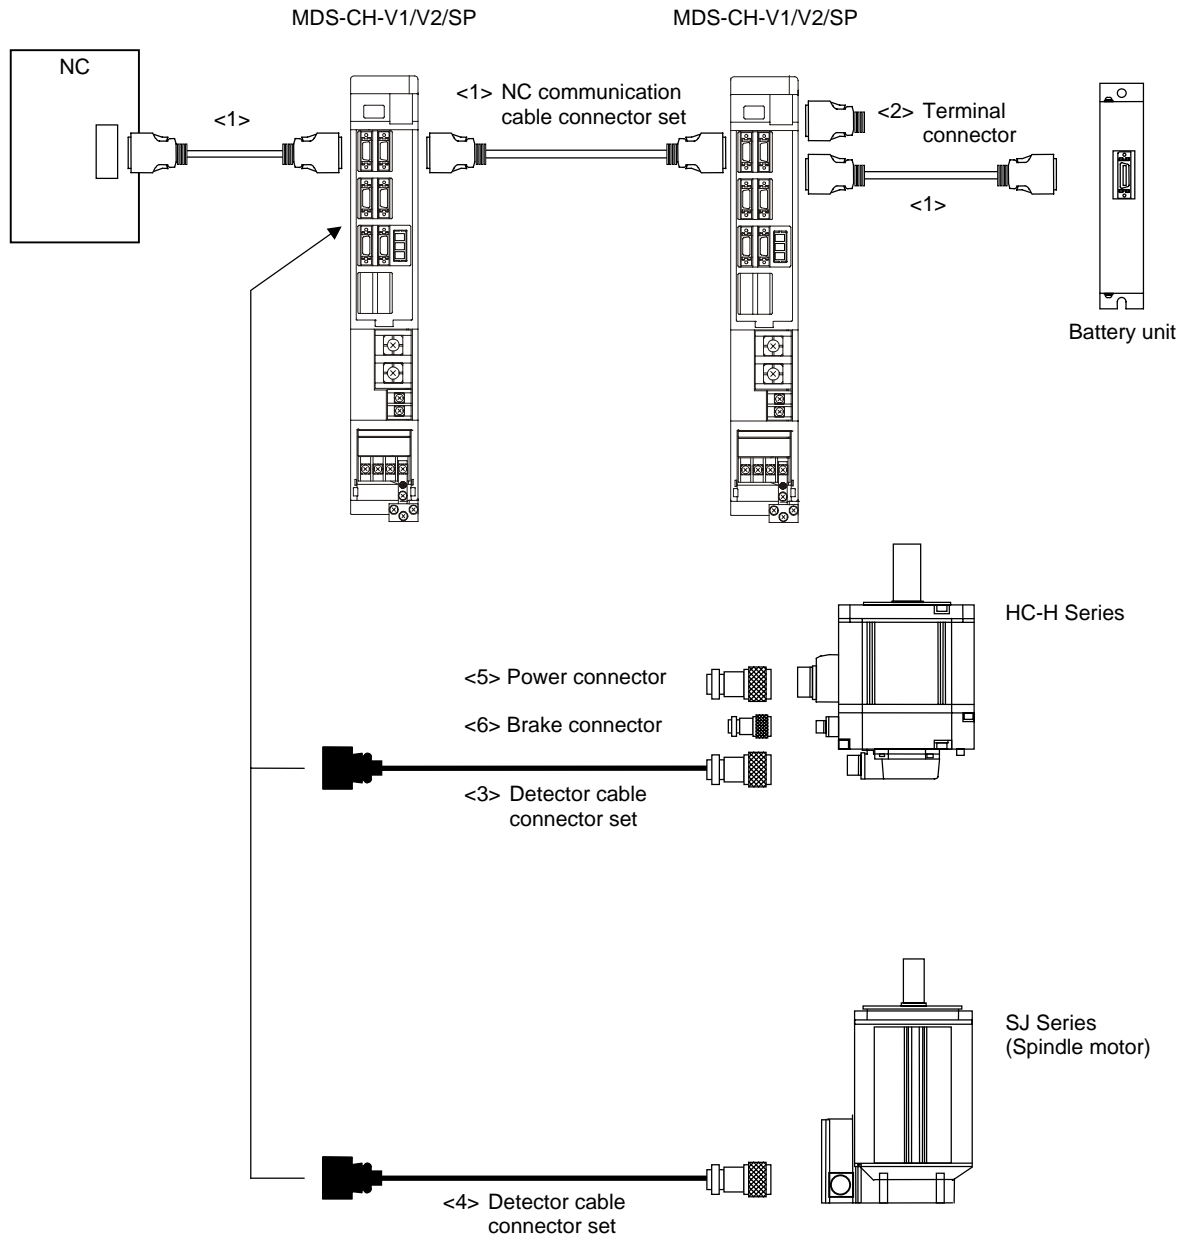 MDS-CH-V1/V2/SP
MDS-CH-V1/V2/SP
NC
<1>
<1> NC communication
cable connector set
<2> Terminal
connector
<1>
Battery unit
HC-H Series
<5> Power connector
<6> Brake connector
<3> Detector cable
connector set
SJ Series
(Spindle motor)
<4> Detector cable
connector set